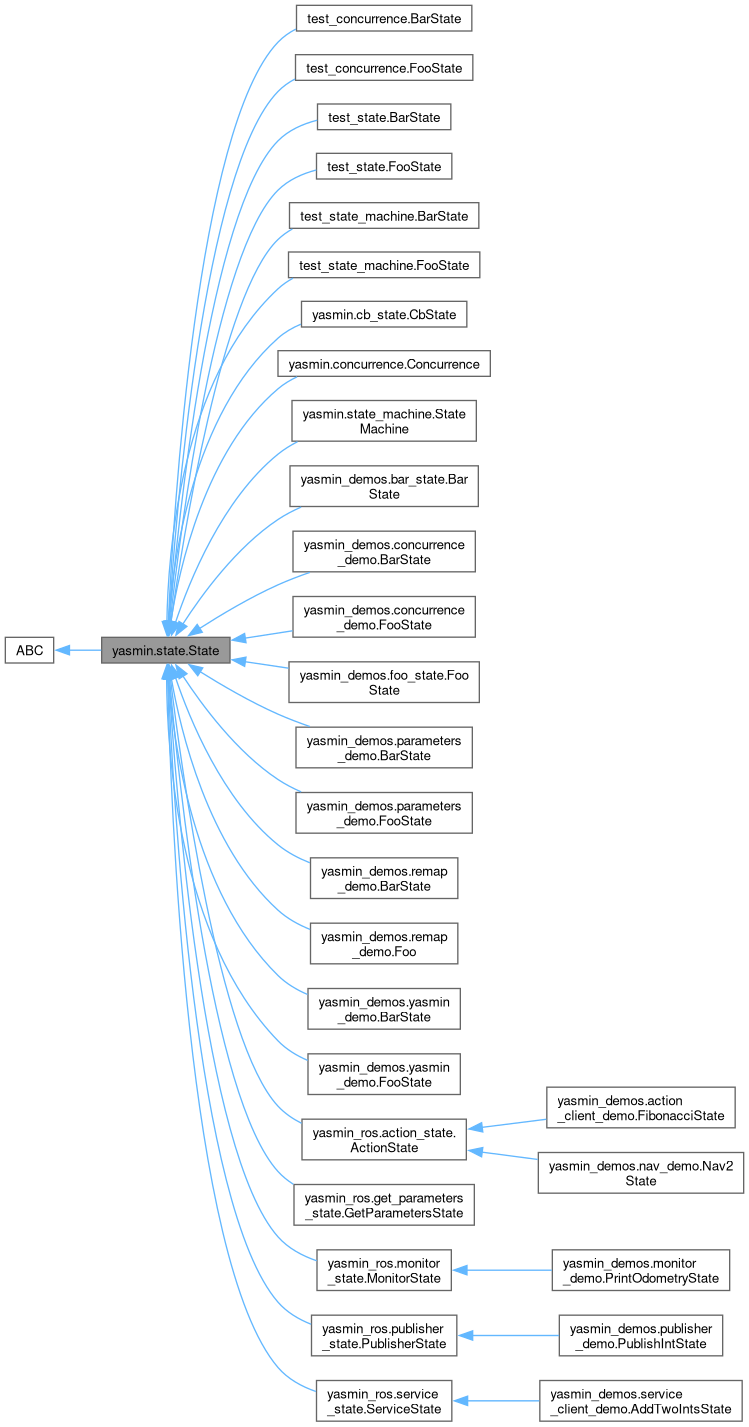 test_concurrence.BarState
test_concurrence.FooState
test_state.BarState
test_state.FooState
test_state_machine.BarState
test_state_machine.FooState
yasmin.cb_state.CbState
yasmin.concurrence.Concurrence
yasmin.state_machine.State
Machine
yasmin_demos.bar_state.Bar
State
yasmin_demos.concurrence
_demo.BarState
yasmin_demos.concurrence
_demo.FooState
ABC
yasmin.state.State
yasmin_demos.foo_state.Foo
State
yasmin_demos.parameters
_demo.BarState
yasmin_demos.parameters
_demo.FooState
yasmin_demos.remap
_demo.BarState
yasmin_demos.remap
_demo.Foo
yasmin_demos.yasmin
_demo.BarState
yasmin_demos.yasmin
_demo.FooState
yasmin_ros.action_state.
ActionState
yasmin_demos.action
_client_demo.FibonacciState
yasmin_demos.nav_demo.Nav2
State
yasmin_ros.get_parameters
_state.GetParametersState
yasmin_ros.monitor
_state.MonitorState
yasmin_demos.monitor
_demo.PrintOdometryState
yasmin_ros.publisher
_state.PublisherState
yasmin_demos.publisher
_demo.PublishIntState
yasmin_ros.service
_state.ServiceState
yasmin_demos.service
_client_demo.AddTwoIntsState